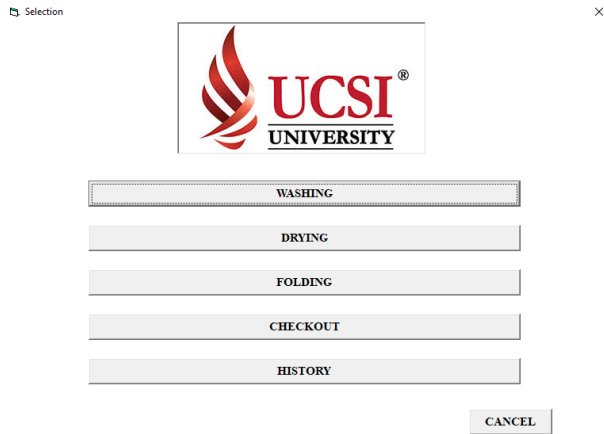 Selection
UCSI®
UNIVERSITY
WASHING
DRYING
FOLDING
CHECKOUT
HISTORY
CANCEL